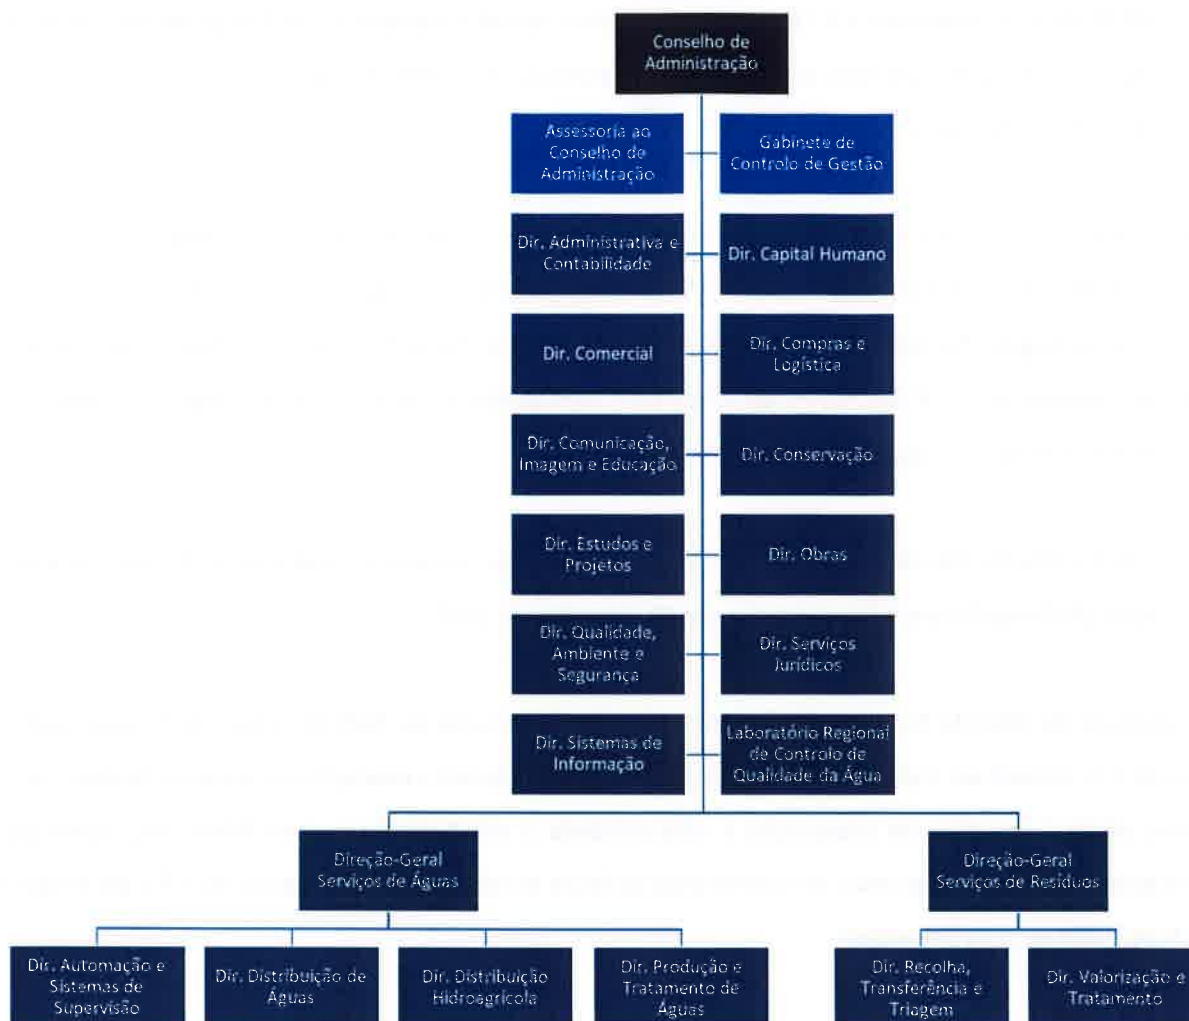 Conselho de
Administração
Assessoria ao
Conselho de
Administração
Gabinete de
Controlo de Gestão
Dir. Administrativa e
Contabilidade
Dir. Capital Humano
Dir. Comercial
Dir. Compras e
Logística
Dir. Comunicação,
Imagem e Educação
Dir. Conservação
Dir. Estudos e
Projetos
Dir. Obras
Dir. Qualidade,
Ambiente e
Segurança
Dir. Serviços
Jurídicos
Dir. Sistemas de
Informação
Laboratório Regional
de Controlo de
Qualidade da Água
Direção-Geral
Serviços de Águas
Direção-Geral
Serviços de Resíduos
Dir. Automação e
Sistemas de
Supervisão
Dir. Distribuição de
Águas
Dir. Distribuição
Hidroagrícola
Dir. Produção e
Tratamento de
Águas
Dir. Recolha,
Transferência e
Triagem
Dir. Valorização e
Tratamento